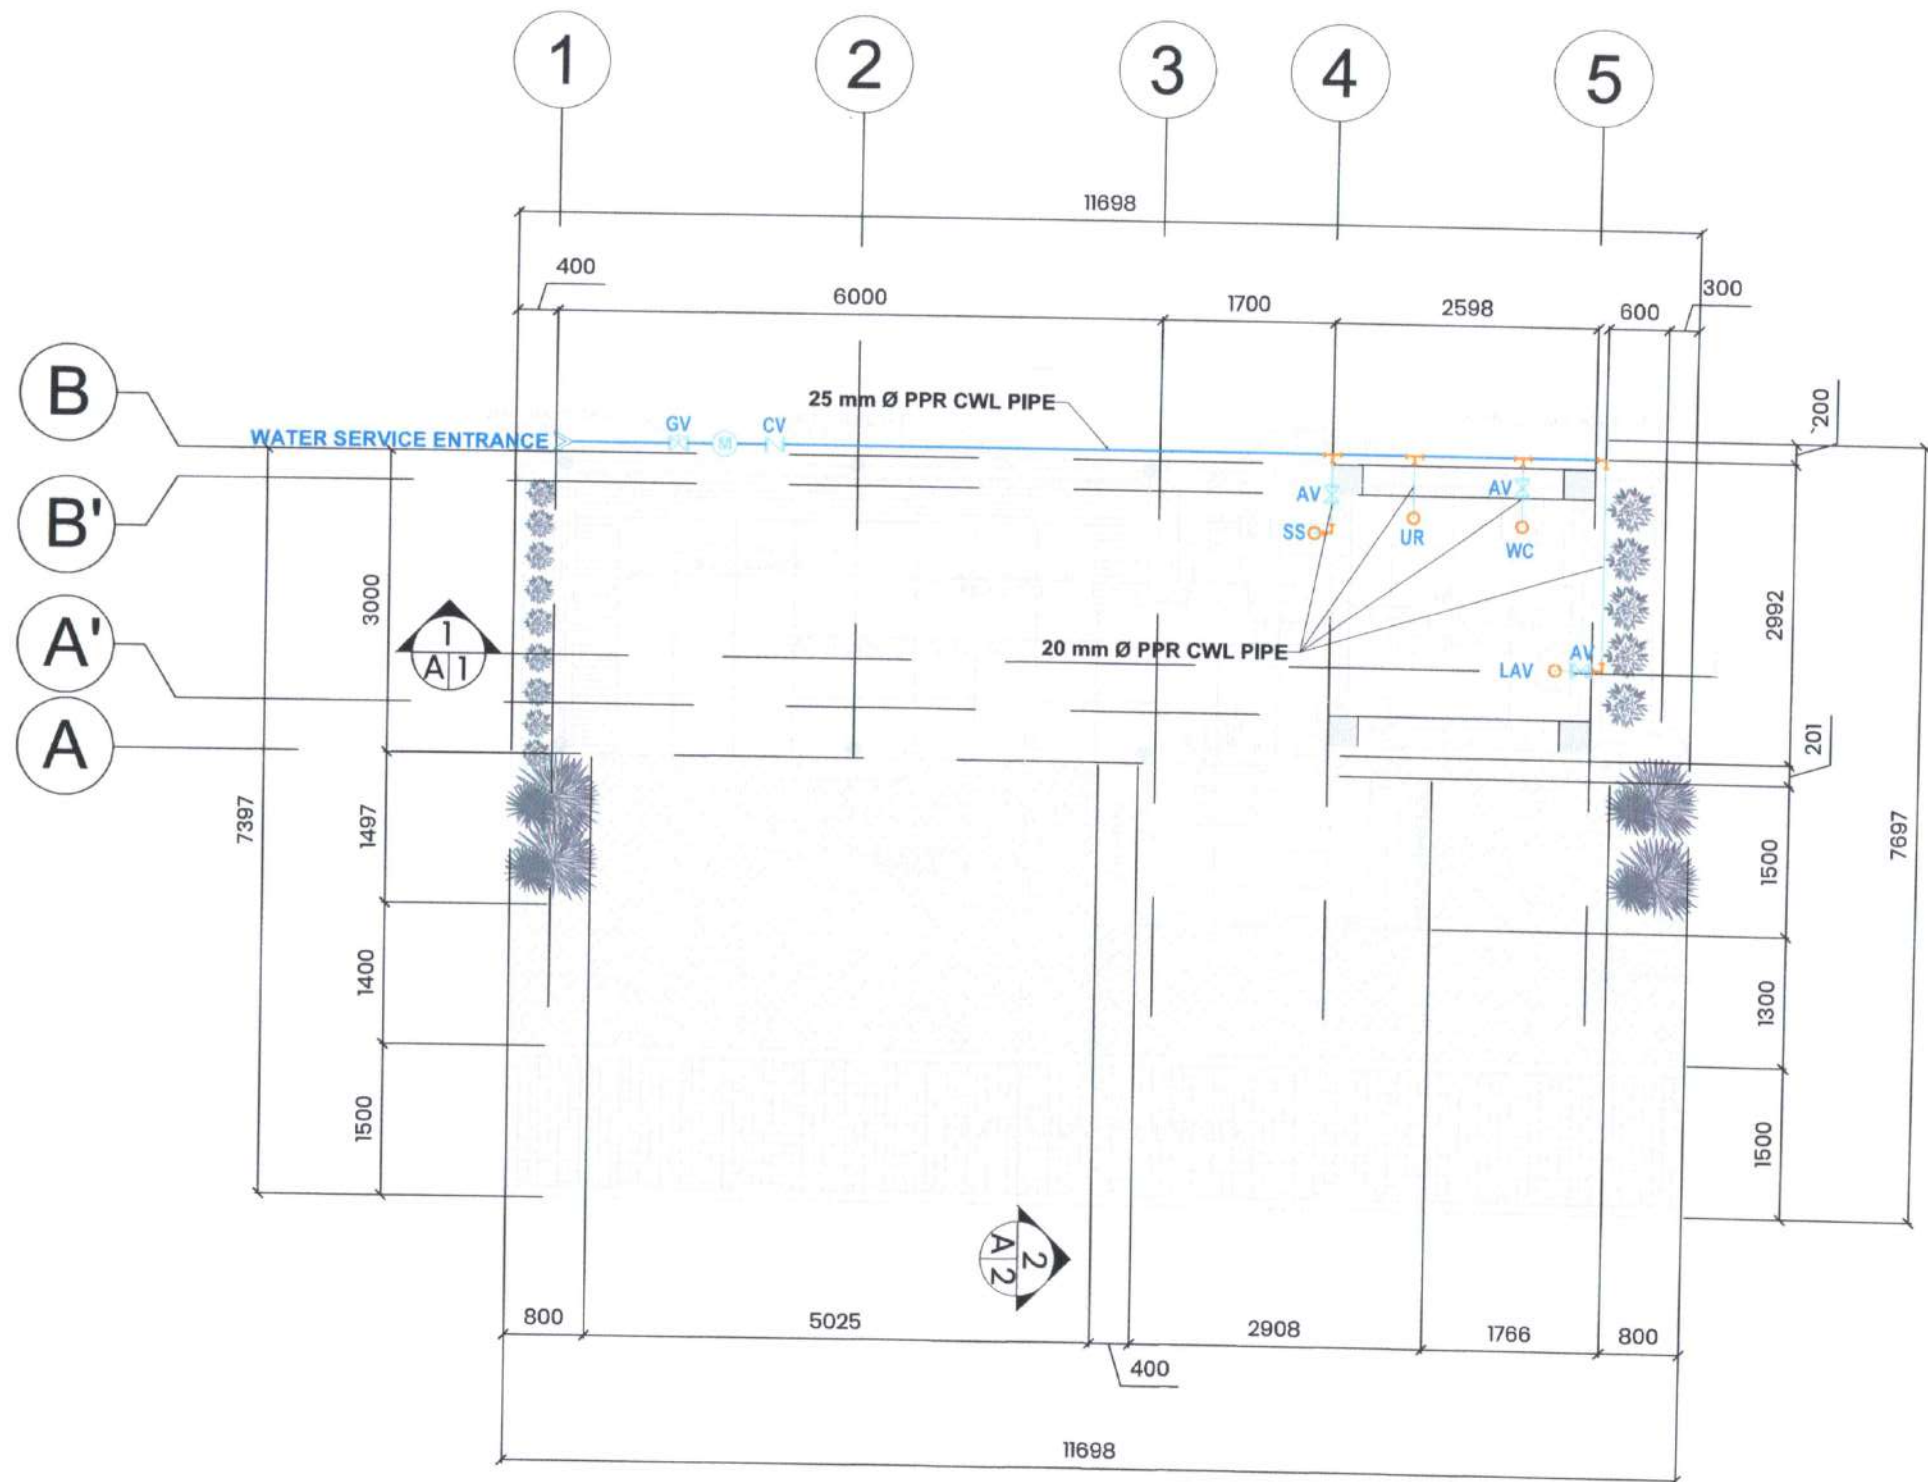 1
2
3
4
5
11698
400
6000
1700
2598
600
300
B
25 mm Ø PPR CWL PIPE
200
WATER SERVICE ENTRANCE
GV
M
CV
AV
AV
B'
SS
UR
WC
3000
2992
A'
1
A 1
20 mm Ø PPR CWL PIPE
AV
LAV
A
201
7397
1497
1500
7697
1400
1300
1500
1500
2
A 2
800
5025
2908
1766
800
400
11698